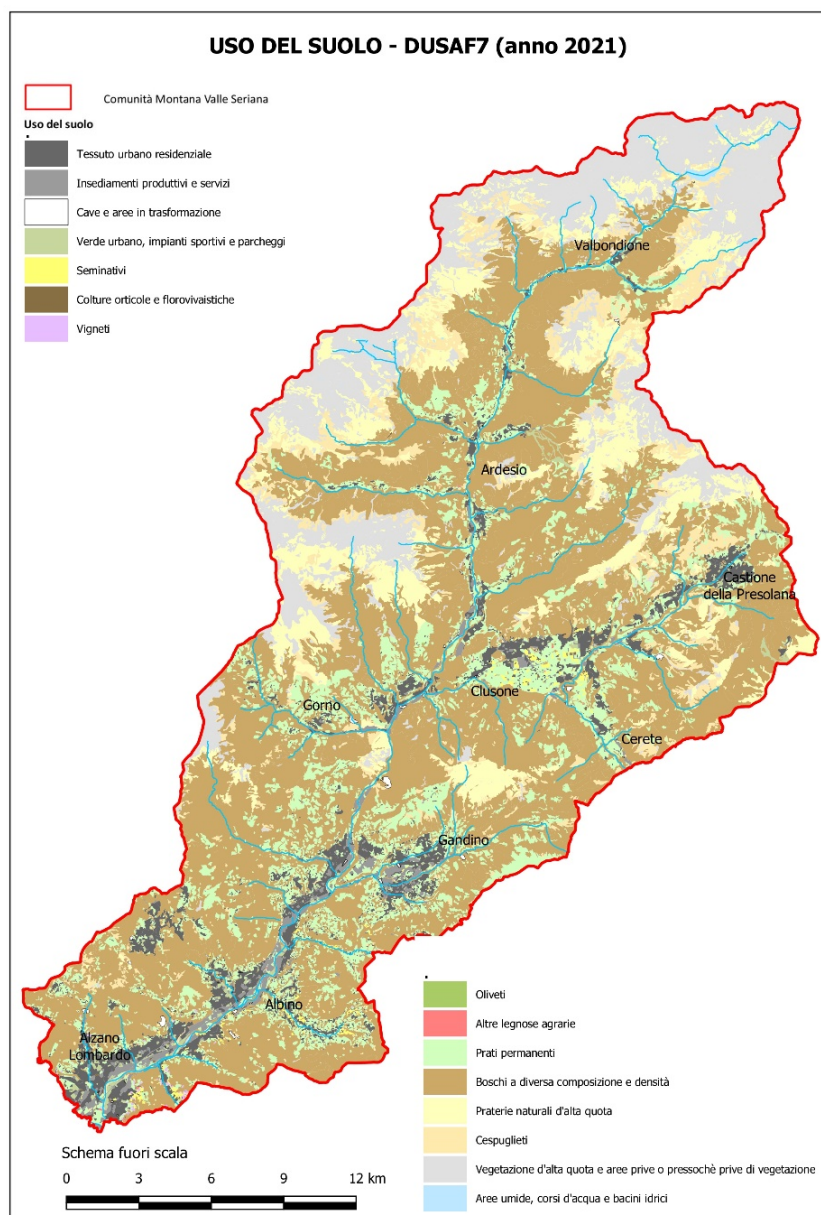 USO DEL SUOLO - DUSAF7 (anno 2021)
Comunità Montana Valle Seriana
Uso del suolo
Tessuto urbano residenziale
Insediamenti produttivi e servizi
Cave e aree in trasformazione
Verde urbano, impianti sportivi e parcheggi
Seminativi
Colture orticole e florovivaistiche
Vigneti
Valbondione
Ardesio
Castione
della Presolana
Clusone
Gorno
Cerete
Gandino
Albino
Alzano
Lombardo
Oliveti
Altre legnose agrarie
Prati permanenti
Boschi a diversa composizione e densità
Praterie naturali d'alta quota
Cespuglieti
Vegetazione d'alta quota e aree prive o pressochè prive di vegetazione
Aree umide, corsi d'acqua e bacini idrici
Schema fuori scala
0 3 6 9 12 km